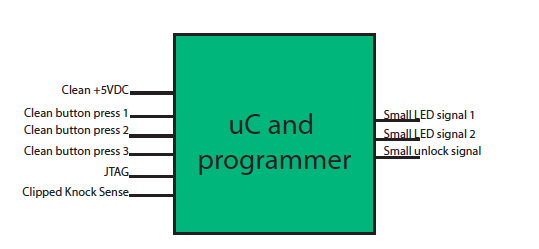 Clean +5VDC
Clean button press 1
Clean button press 2
Clean button press 3
JTAG
Clipped Knock Sense
uC and
programmer
Small LED signal 1
Small LED signal 2
Small unlock signal